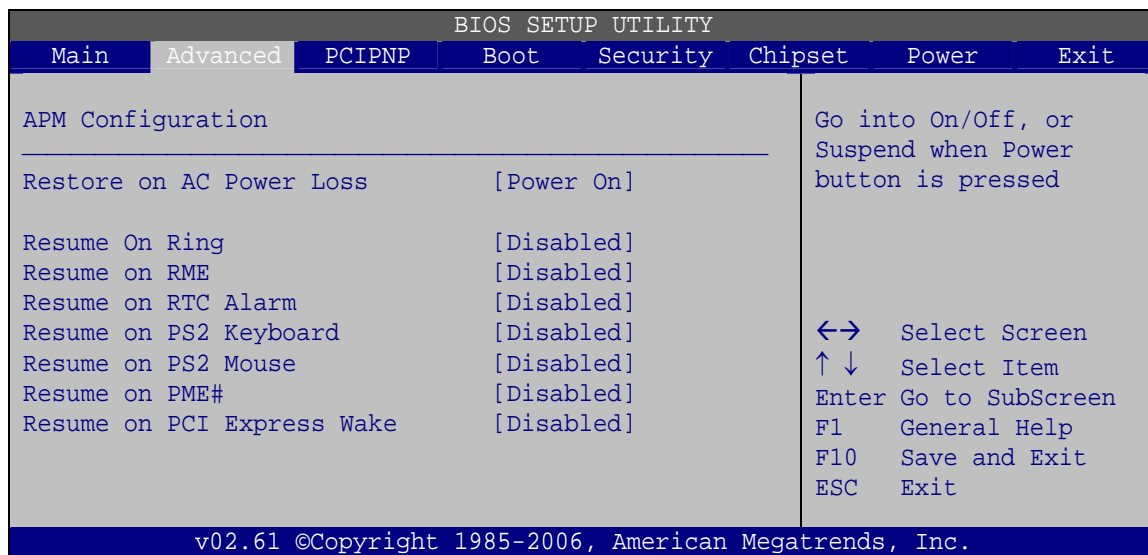 BIOS SETUP UTILITY
Main Advanced PCIPNP Boot Security Chipset Power Exit
APM Configuration
Restore on AC Power Loss [Power On]
Resume On Ring [Disabled]
Resume on RME [Disabled]
Resume on RTC Alarm [Disabled]
Resume on PS2 Keyboard [Disabled]
Resume on PS2 Mouse [Disabled]
Resume on PME# [Disabled]
Resume on PCI Express Wake [Disabled]
Go into On/Off, or
Suspend when Power
button is pressed
←→ Select Screen
↑ ↓ Select Item
Enter Go to SubScreen
F1 General Help
F10 Save and Exit
ESC Exit
v02.61 ©Copyright 1985-2006, American Megatrends, Inc.